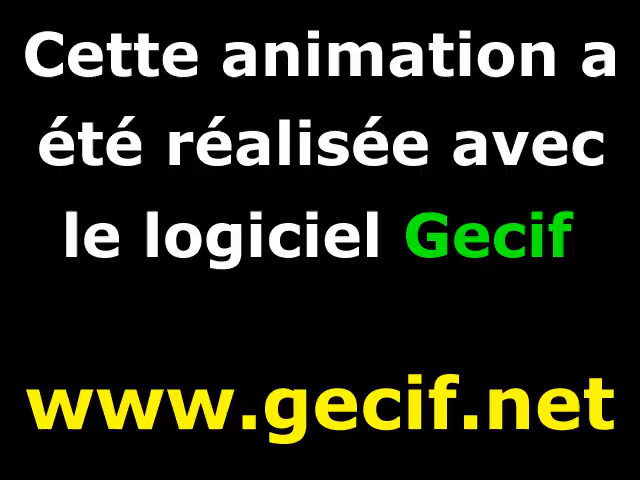 Cette animation a
été réalisée avec
le logiciel Gecif
www.gecif.net